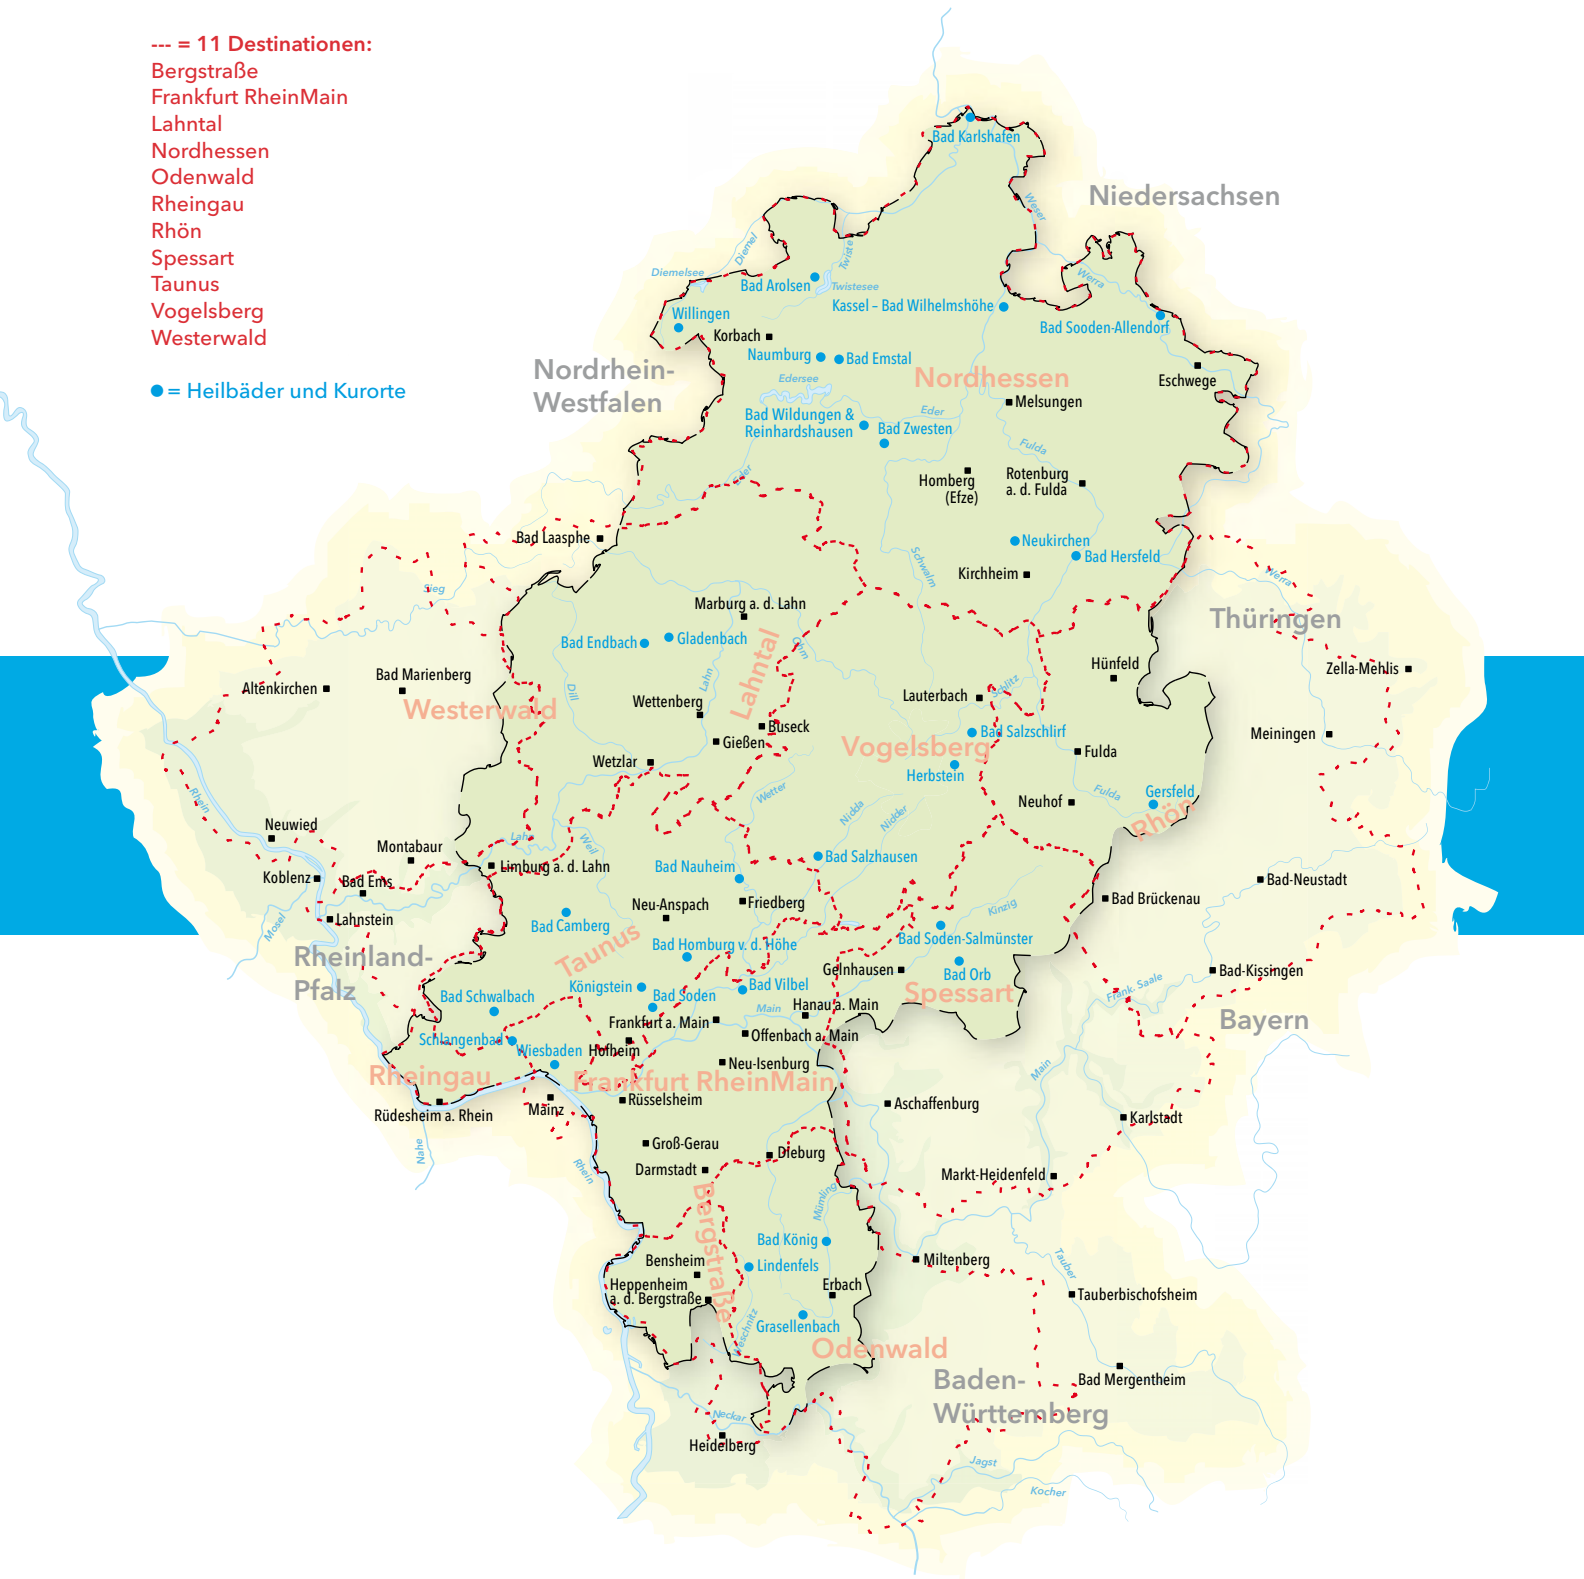 --- = 11 Destinationen:
Bergstraße
Frankfurt RheinMain
Lahntal
Nordhessen
Odenwald
Rheingau
Rhön
Spessart
Taunus
Vogelsberg
Westerwald
● = Heilbäder und Kurorte
Bad Karlshafen
Niedersachsen
Weser
Diemel
Twiste
Diemelsee
Bad Arolsen
Twistesee
Werra
Kassel – Bad Wilhelmshöhe
Willingen
Bad Sooden-Allendorf
Korbach
Naumburg
Bad Emstal
Nordrhein-
Westfalen
Edersee
Nordhessen
Eschwege
Melsungen
Eder
Bad Wildungen &
Reinhardshausen
Bad Zwesten
Fulda
Eder
Homberg
(Efze)
Rotenburg
a. d. Fulda
Bad Laasphe
Neukirchen
Bad Hersfeld
Schwalm
Kirchheim
Werra
Sieg
Marburg a. d. Lahn
Thüringen
Bad Endbach
Gladenbach
Ohm
Lahntal
Hünfeld
Zella-Mehlis
Bad Marienberg
Altenkirchen
Lahn
Dill
Schlitz
Lauterbach
Wettenberg
Westerwald
Buseck
Gießen
Bad Salzschlirf
Meiningen
Vogelsberg
Fulda
Wetzlar
Herbstein
Wetter
Fulda
Gersfeld
Neuhof
Rhein
Nidda
Nidder
Rhön
Neuwied
Lahn
Weil
Montabaur
Bad Salzhausen
Limburg a. d. Lahn
Bad Nauheim
Koblenz
Bad Ems
Bad-Neustadt
Friedberg
Bad Brückenau
Neu-Anspach
Kinzig
Lahnstein
Mosel
Bad Camberg
Bad Soden-Salmünster
Bad Homburg v. d. Höhe
Taunus
Rheinland-
Pfalz
Gelnhausen
Bad Orb
Bad-Kissingen
Königstein
Bad Vilbel
Frank. Saale
Spessart
Bad Schwalbach
Bad Soden
Main
Hanau a. Main
Frankfurt a. Main
Bayern
Offenbach a. Main
Schlangenbad
Wiesbaden
Hofheim
Neu-Isenburg
Main
Rheingau
Frankfurt RheinMain
Rüsselsheim
Aschaffenburg
Rüdesheim a. Rhein
Mainz
Karlstadt
Nahe
Groß-Gerau
Dieburg
Rhein
Darmstadt
Markt-Heidenfeld
Bergstraße
Mümling
Bad König
Bensheim
Lindenfels
Miltenberg
Tauber
Heppenheim
a. d. Bergstraße
Erbach
Tauberbischofsheim
Weschnitz
Grasellenbach
Odenwald
Baden-
Württemberg
Bad Mergentheim
Neckar
Heidelberg
Jagst
Kocher